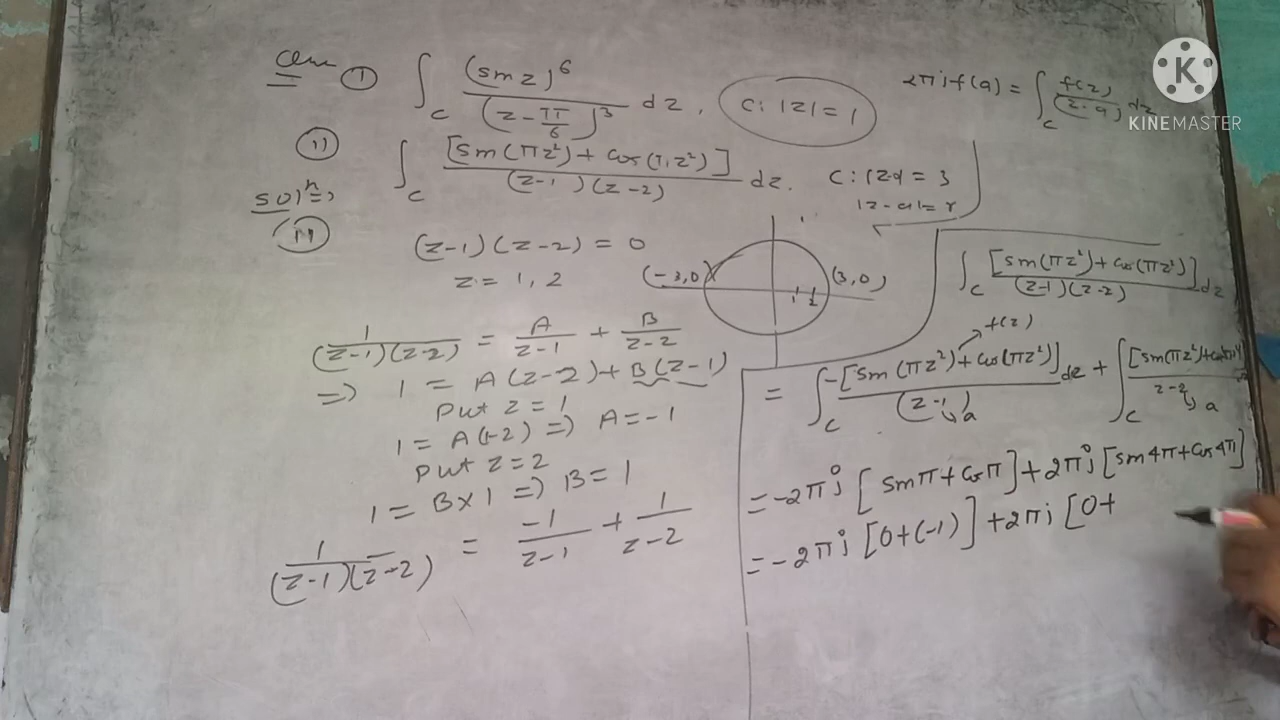 Que ① ∫_C (sin z)^6 / (z - π/6)^3 dz, C: |z| = 1
2πi f(a) = ∫_C f(z)/(z-a) dz
KINEMASTER
ii) ∫_C [sin(πz²) + cos(πz²)] / (z-1)(z-2) dz. C: |z| = 3
|z-a| = r
Solⁿ ⇒
ii)
(z-1)(z-2) = 0
z = 1, 2
(-3,0) (3,0)
1 2
1/(z-1)(z-2) = A/(z-1) + B/(z-2)
⇒ 1 = A(z-2) + B(z-1)
Put z = 1
1 = A(1-2) ⇒ A = -1
Put z = 2
1 = B×1 ⇒ B = 1
1/(z-1)(z-2) = -1/(z-1) + 1/(z-2)
∫_C [sin(πz²) + cos(πz²)] / (z-1)(z-2) dz
f(z)
= ∫_C -[sin(πz²) + cos(πz²)] / (z-1) dz + ∫_C [sin(πz²) + cos(πz²)] / z-2
a a
= -2πi [sin π + cos π] + 2πi [sin 4π + cos 4π]
= -2πi [0+(-1)] + 2πi [0+